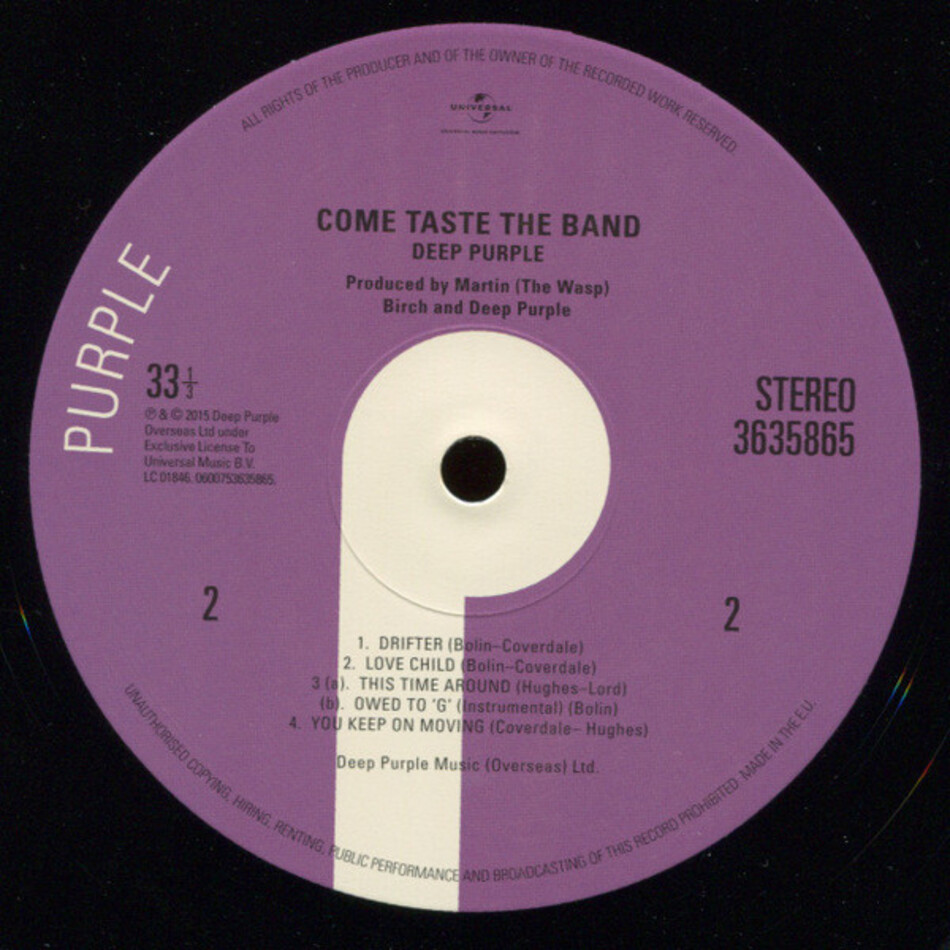 ALL RIGHTS OF THE PRODUCER AND OF THE OWNER OF THE RECORDED WORK RESERVED.
UNIVERSAL
COME TASTE THE BAND
DEEP PURPLE
Produced by Martin (The Wasp)
Birch and Deep Purple
PURPLE
33 1/3
℗ & © 2015 Deep Purple
Overseas Ltd under
Exclusive License To
Universal Music B.V.
LC 01846. 0600753635865.
STEREO
3635865
2
2
1. DRIFTER (Bolin–Coverdale)
2. LOVE CHILD (Bolin–Coverdale)
3 (a). THIS TIME AROUND (Hughes–Lord)
(b). OWED TO 'G' (Instrumental) (Bolin)
4. YOU KEEP ON MOVING (Coverdale– Hughes)
Deep Purple Music (Overseas) Ltd.
UNAUTHORISED COPYING, HIRING, RENTING, PUBLIC PERFORMANCE AND BROADCASTING OF THIS RECORD PROHIBITED. MADE IN THE E.U.